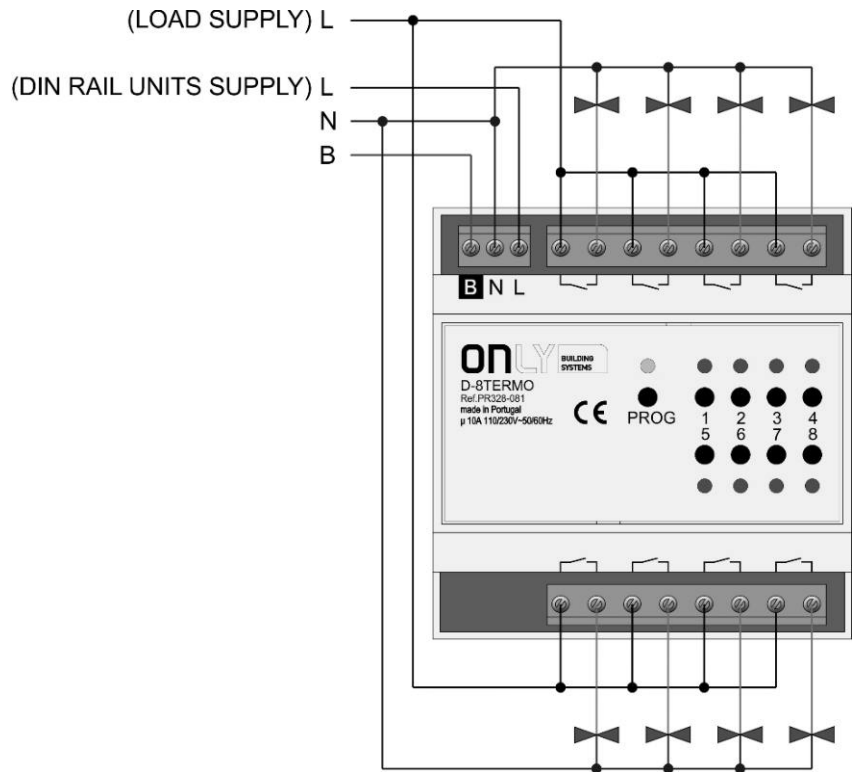 (LOAD SUPPLY) L
(DIN RAIL UNITS SUPPLY) L
N
B
B N L
ONLY BUILDING SYSTEMS
D-8TERMO
Ref.PR328-081
made in Portugal
µ 10A 110/230V~50/60Hz
CE
PROG
1 2 3 4
5 6 7 8